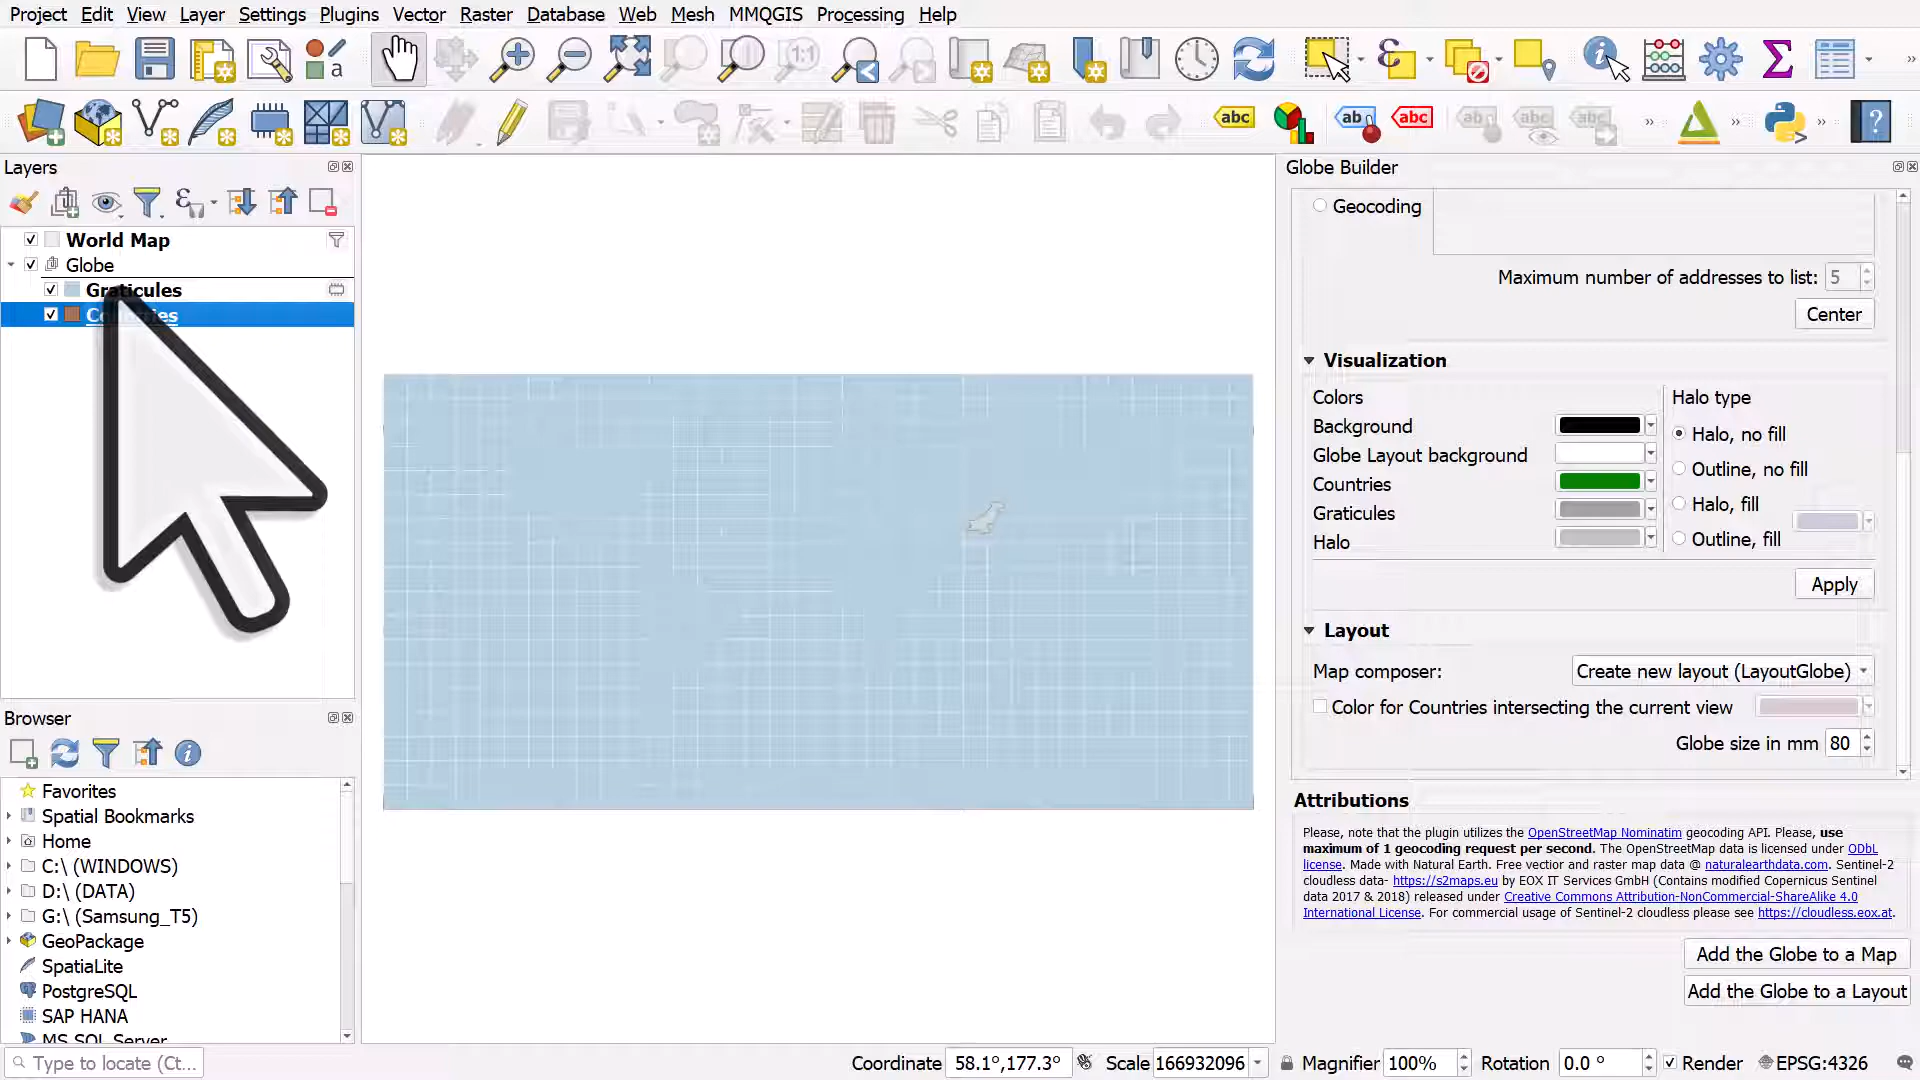 Project Edit View Layer Settings Plugins Vector Raster Database Web Mesh MMQGIS Processing Help
Layers
World Map
Globe
Graticules
Browser
Favorites
Spatial Bookmarks
Home
C:\ (WINDOWS)
D:\ (DATA)
G:\ (Samsung_T5)
GeoPackage
SpatiaLite
PostgreSQL
SAP HANA
MS SQL Server
Globe Builder
Geocoding
Maximum number of addresses to list: 5
Center
Visualization
Colors
Background
Globe Layout background
Countries
Graticules
Halo
Halo type
Halo, no fill
Outline, no fill
Halo, fill
Outline, fill
Apply
Layout
Map composer: Create new layout (LayoutGlobe)
Color for Countries intersecting the current view
Globe size in mm 80
Attributions
Please, note that the plugin utilizes the OpenStreetMap Nominatim geocoding API. Please, use
maximum of 1 geocoding request per second. The OpenStreetMap data is licensed under ODbL
license. Made with Natural Earth. Free vectior and raster map data @ naturalearthdata.com. Sentinel-2
cloudless data- https://s2maps.eu by EOX IT Services GmbH (Contains modified Copernicus Sentinel
data 2017 & 2018) released under Creative Commons Attribution-NonCommercial-ShareAlike 4.0
International License. For commercial usage of Sentinel-2 cloudless please see https://cloudless.eox.at.
Add the Globe to a Map
Add the Globe to a Layout
Type to locate (Ct... Coordinate 58.1°,177.3° Scale 166932096 Magnifier 100% Rotation 0.0 ° Render EPSG:4326